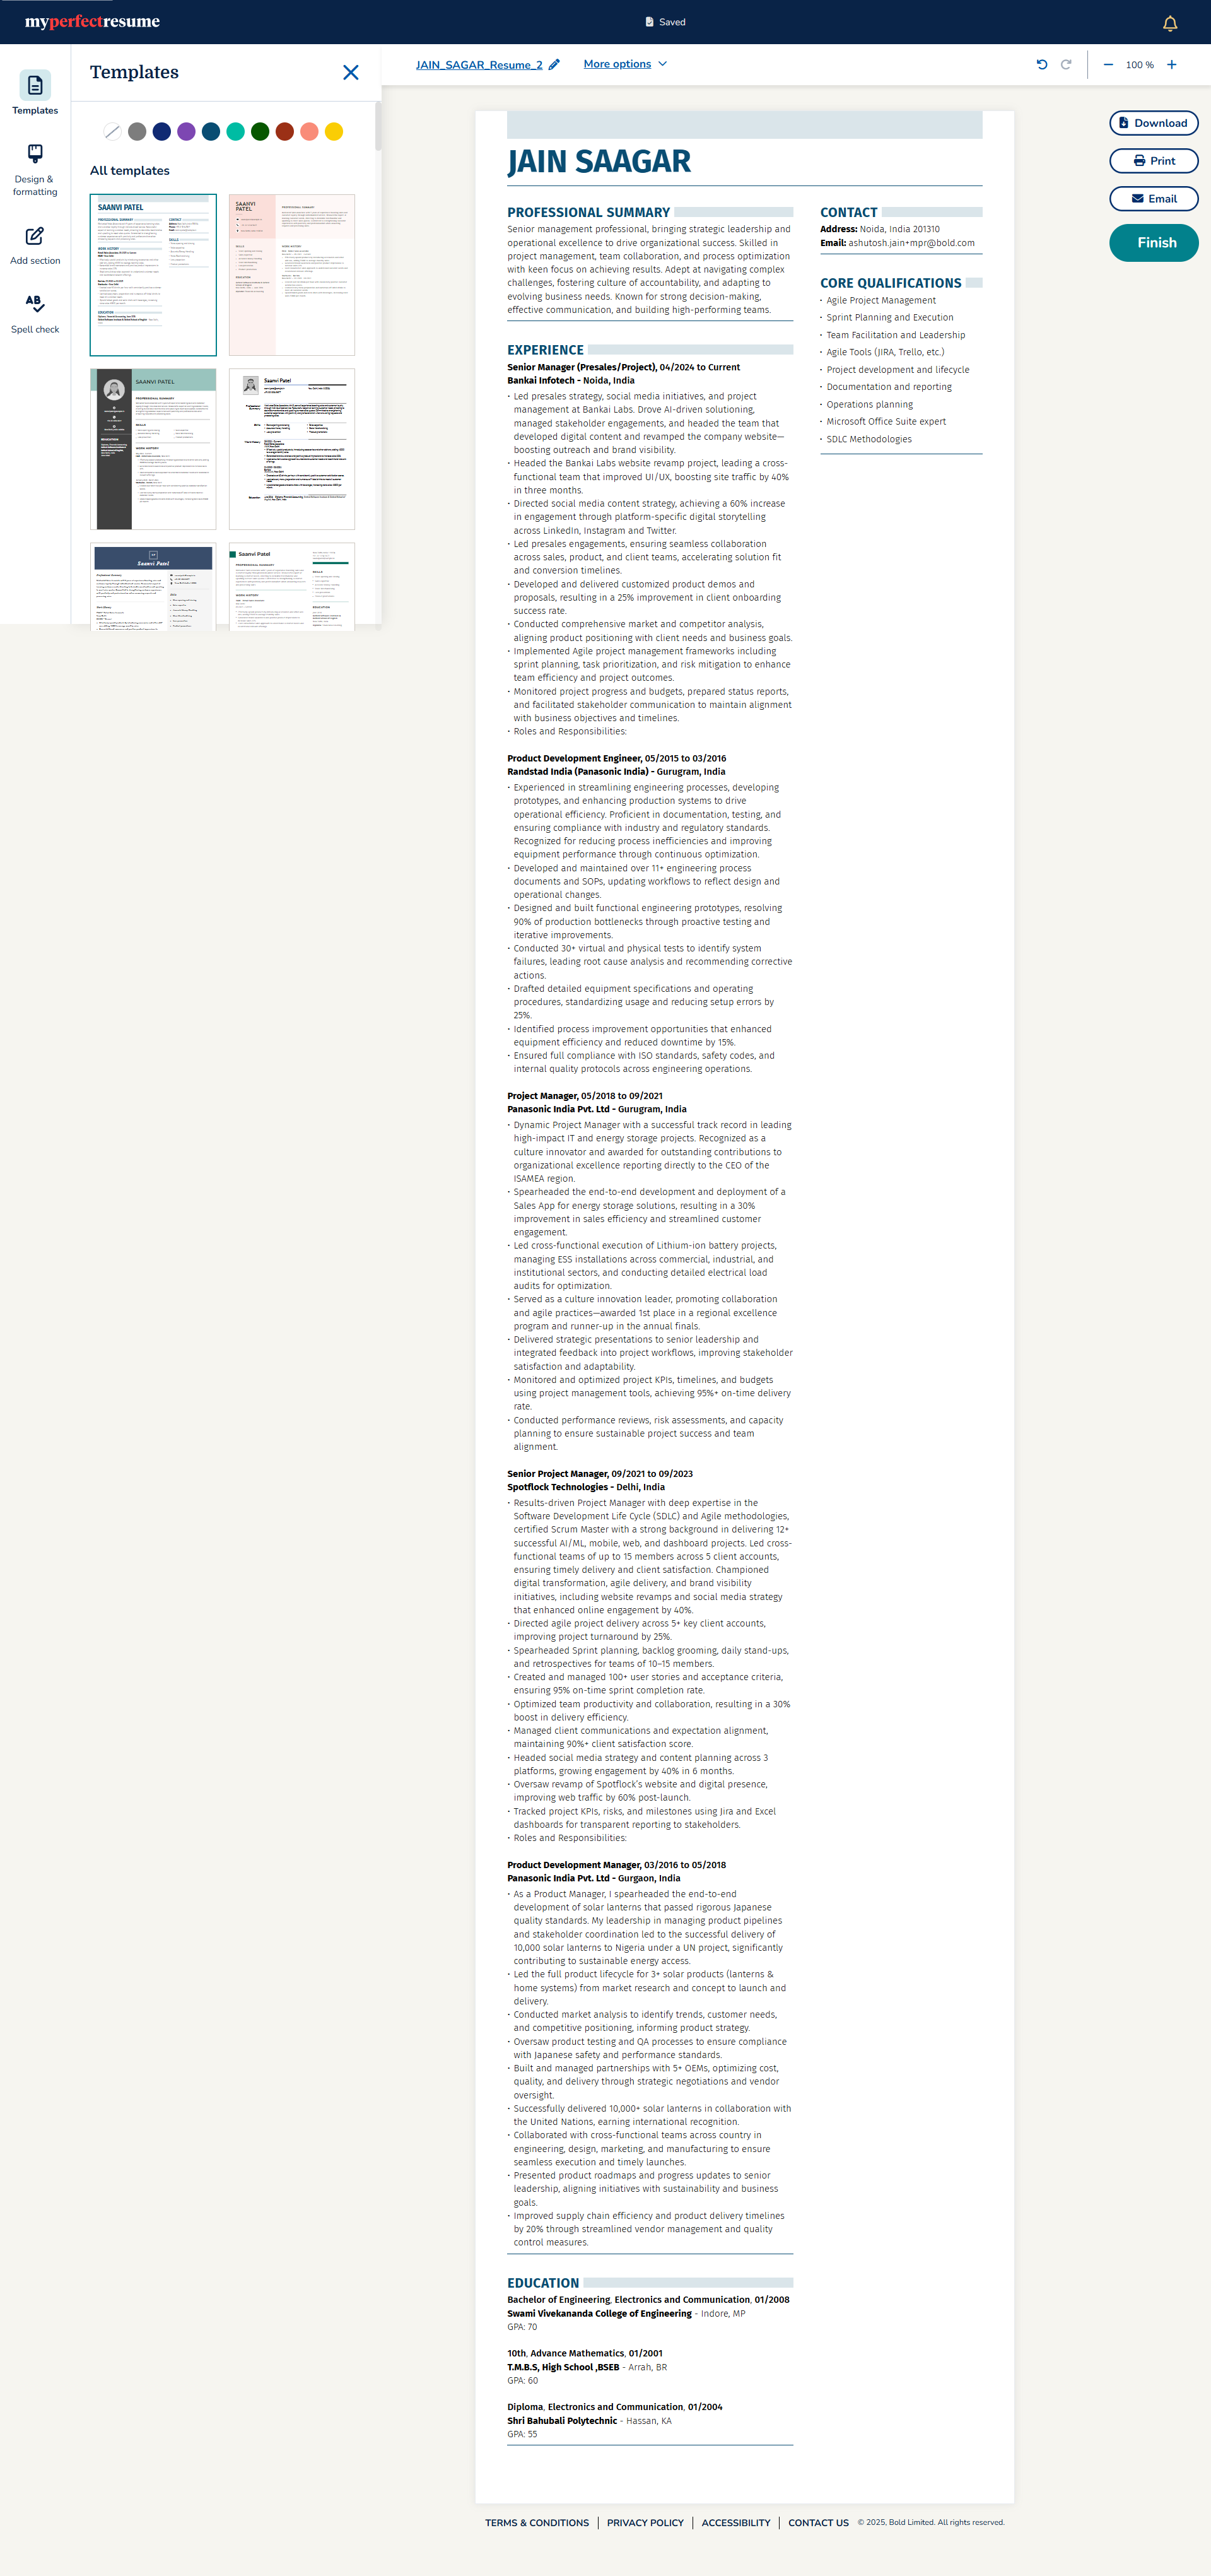 myperfectresume
Saved
Templates
Design &
formatting
Add section
Spell check
Templates
All templates
SAANVI PATEL
PROFESSIONAL SUMMARY
CONTACT
SKILLS
WORK HISTORY
EDUCATION
SAANVI
PATEL
SAANVI PATEL
Saanvi Patel
Saanvi Patel
Saanvi Patel
JAIN_SAGAR_Resume_2
More options
100 %
Download
Print
Email
Finish
JAIN SAAGAR
PROFESSIONAL SUMMARY
Senior management professional, bringing strategic leadership and
operational excellence to drive organizational success. Skilled in
project management, team collaboration, and process optimization
with keen focus on achieving results. Adept at navigating complex
challenges, fostering culture of accountability, and adapting to
evolving business needs. Known for strong decision-making,
effective communication, and building high-performing teams.
EXPERIENCE
Senior Manager (Presales/Project), 04/2024 to Current
Bankai Infotech - Noida, India
• Led presales strategy, social media initiatives, and project
management at Bankai Labs. Drove AI-driven solutioning,
managed stakeholder engagements, and headed the team that
developed digital content and revamped the company website—
boosting outreach and brand visibility.
• Headed the Bankai Labs website revamp project, leading a cross-
functional team that improved UI/UX, boosting site traffic by 40%
in three months.
• Directed social media content strategy, achieving a 60% increase
in engagement through platform-specific digital storytelling
across LinkedIn, Instagram and Twitter.
• Led presales engagements, ensuring seamless collaboration
across sales, product, and client teams, accelerating solution fit
and conversion timelines.
• Developed and delivered customized product demos and
proposals, resulting in a 25% improvement in client onboarding
success rate.
• Conducted comprehensive market and competitor analysis,
aligning product positioning with client needs and business goals.
• Implemented Agile project management frameworks including
sprint planning, task prioritization, and risk mitigation to enhance
team efficiency and project outcomes.
• Monitored project progress and budgets, prepared status reports,
and facilitated stakeholder communication to maintain alignment
with business objectives and timelines.
• Roles and Responsibilities:
Product Development Engineer, 05/2015 to 03/2016
Randstad India (Panasonic India) - Gurugram, India
• Experienced in streamlining engineering processes, developing
prototypes, and enhancing production systems to drive
operational efficiency. Proficient in documentation, testing, and
ensuring compliance with industry and regulatory standards.
Recognized for reducing process inefficiencies and improving
equipment performance through continuous optimization.
• Developed and maintained over 11+ engineering process
documents and SOPs, updating workflows to reflect design and
operational changes.
• Designed and built functional engineering prototypes, resolving
90% of production bottlenecks through proactive testing and
iterative improvements.
• Conducted 30+ virtual and physical tests to identify system
failures, leading root cause analysis and recommending corrective
actions.
• Drafted detailed equipment specifications and operating
procedures, standardizing usage and reducing setup errors by
25%.
• Identified process improvement opportunities that enhanced
equipment efficiency and reduced downtime by 15%.
• Ensured full compliance with ISO standards, safety codes, and
internal quality protocols across engineering operations.
Project Manager, 05/2018 to 09/2021
Panasonic India Pvt. Ltd - Gurugram, India
• Dynamic Project Manager with a successful track record in leading
high-impact IT and energy storage projects. Recognized as a
culture innovator and awarded for outstanding contributions to
organizational excellence reporting directly to the CEO of the
ISAMEA region.
• Spearheaded the end-to-end development and deployment of a
Sales App for energy storage solutions, resulting in a 30%
improvement in sales efficiency and streamlined customer
engagement.
• Led cross-functional execution of Lithium-ion battery projects,
managing ESS installations across commercial, industrial, and
institutional sectors, and conducting detailed electrical load
audits for optimization.
• Served as a culture innovation leader, promoting collaboration
and agile practices—awarded 1st place in a regional excellence
program and runner-up in the annual finals.
• Delivered strategic presentations to senior leadership and
integrated feedback into project workflows, improving stakeholder
satisfaction and adaptability.
• Monitored and optimized project KPIs, timelines, and budgets
using project management tools, achieving 95%+ on-time delivery
rate.
• Conducted performance reviews, risk assessments, and capacity
planning to ensure sustainable project success and team
alignment.
Senior Project Manager, 09/2021 to 09/2023
Spotflock Technologies - Delhi, India
• Results-driven Project Manager with deep expertise in the
Software Development Life Cycle (SDLC) and Agile methodologies,
certified Scrum Master with a strong background in delivering 12+
successful AI/ML, mobile, web, and dashboard projects. Led cross-
functional teams of up to 15 members across 5 client accounts,
ensuring timely delivery and client satisfaction. Championed
digital transformation, agile delivery, and brand visibility
initiatives, including website revamps and social media strategy
that enhanced online engagement by 40%.
• Directed agile project delivery across 5+ key client accounts,
improving project turnaround by 25%.
• Spearheaded Sprint planning, backlog grooming, daily stand-ups,
and retrospectives for teams of 10–15 members.
• Created and managed 100+ user stories and acceptance criteria,
ensuring 95% on-time sprint completion rate.
• Optimized team productivity and collaboration, resulting in a 30%
boost in delivery efficiency.
• Managed client communications and expectation alignment,
maintaining 90%+ client satisfaction score.
• Headed social media strategy and content planning across 3
platforms, growing engagement by 40% in 6 months.
• Oversaw revamp of Spotflock's website and digital presence,
improving web traffic by 60% post-launch.
• Tracked project KPIs, risks, and milestones using Jira and Excel
dashboards for transparent reporting to stakeholders.
• Roles and Responsibilities:
Product Development Manager, 03/2016 to 05/2018
Panasonic India Pvt. Ltd - Gurgaon, India
• As a Product Manager, I spearheaded the end-to-end
development of solar lanterns that passed rigorous Japanese
quality standards. My leadership in managing product pipelines
and stakeholder coordination led to the successful delivery of
10,000 solar lanterns to Nigeria under a UN project, significantly
contributing to sustainable energy access.
• Led the full product lifecycle for 3+ solar products (lanterns &
home systems) from market research and concept to launch and
delivery.
• Conducted market analysis to identify trends, customer needs,
and competitive positioning, informing product strategy.
• Oversaw product testing and QA processes to ensure compliance
with Japanese safety and performance standards.
• Built and managed partnerships with 5+ OEMs, optimizing cost,
quality, and delivery through strategic negotiations and vendor
oversight.
• Successfully delivered 10,000+ solar lanterns in collaboration with
the United Nations, earning international recognition.
• Collaborated with cross-functional teams across country in
engineering, design, marketing, and manufacturing to ensure
seamless execution and timely launches.
• Presented product roadmaps and progress updates to senior
leadership, aligning initiatives with sustainability and business
goals.
• Improved supply chain efficiency and product delivery timelines
by 20% through streamlined vendor management and quality
control measures.
EDUCATION
Bachelor of Engineering, Electronics and Communication, 01/2008
Swami Vivekananda College of Engineering - Indore, MP
GPA: 70
10th, Advance Mathematics, 01/2001
T.M.B.S, High School ,BSEB - Arrah, BR
GPA: 60
Diploma, Electronics and Communication, 01/2004
Shri Bahubali Polytechnic - Hassan, KA
GPA: 55
CONTACT
Address: Noida, India 201310
Email: ashutosh.jain+mpr@bold.com
CORE QUALIFICATIONS
• Agile Project Management
• Sprint Planning and Execution
• Team Facilitation and Leadership
• Agile Tools (JIRA, Trello, etc.)
• Project development and lifecycle
• Documentation and reporting
• Operations planning
• Microsoft Office Suite expert
• SDLC Methodologies
TERMS & CONDITIONS
PRIVACY POLICY
ACCESSIBILITY
CONTACT US
© 2025, Bold Limited. All rights reserved.